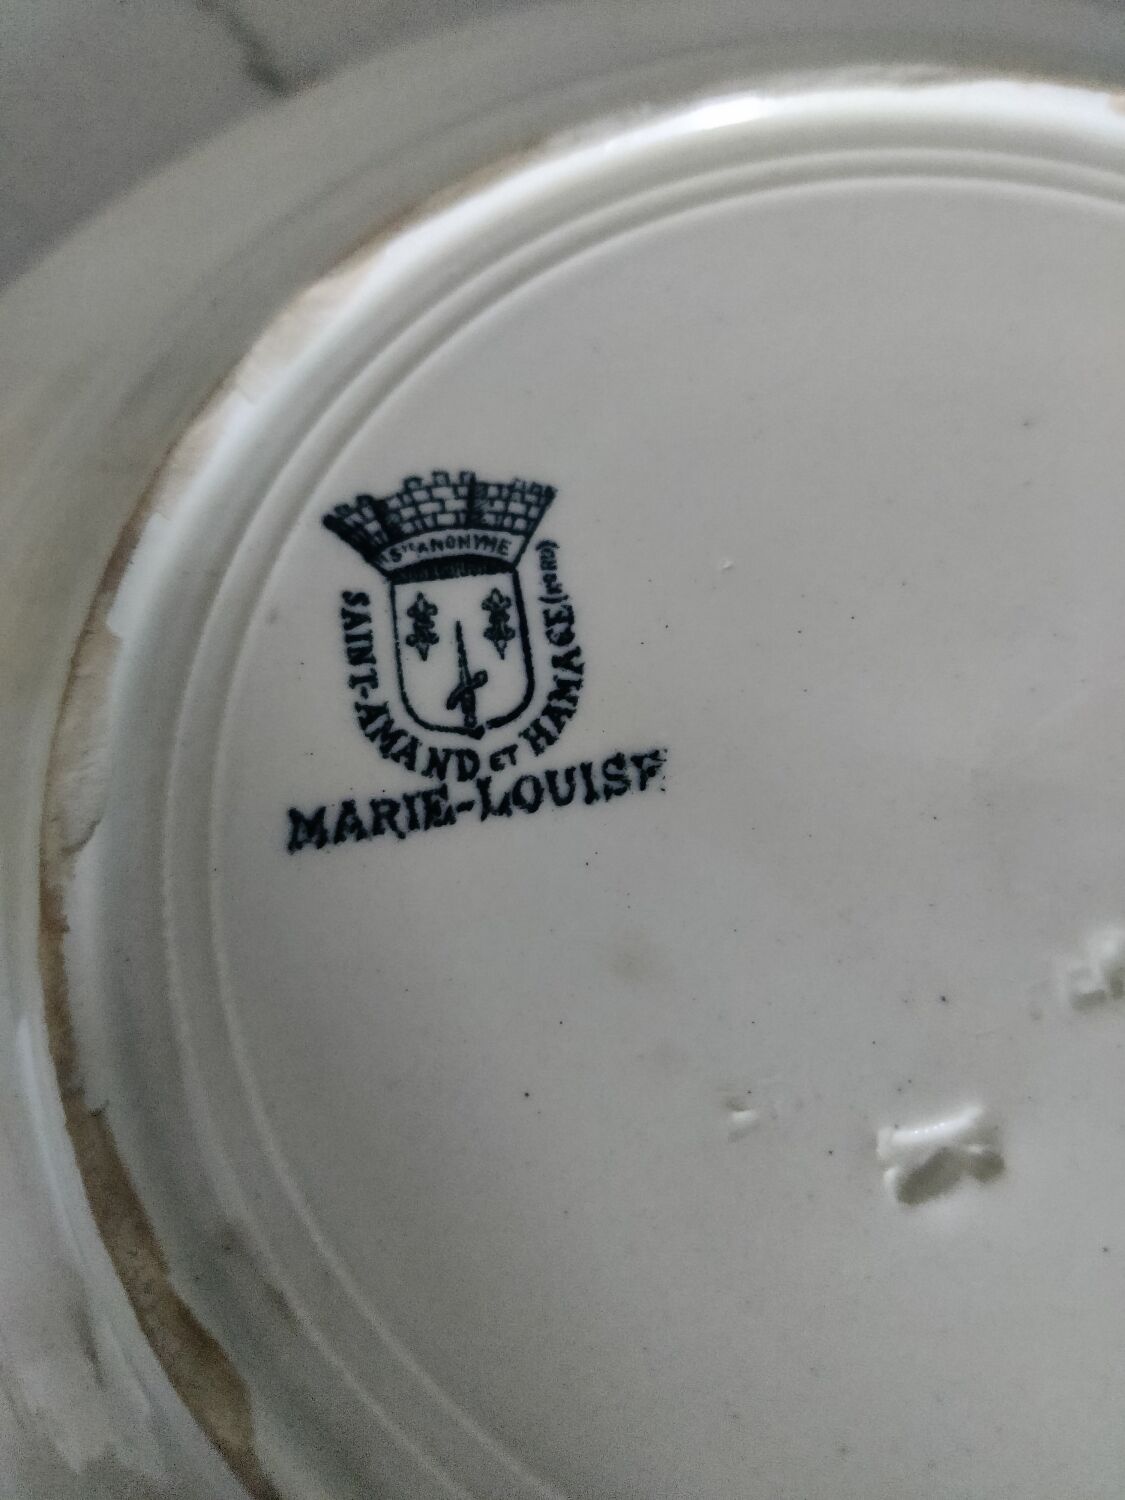 Sté ANONYME
SAINT-AMAND ET HAMAGE (NORD)
MARIE-LOUISE